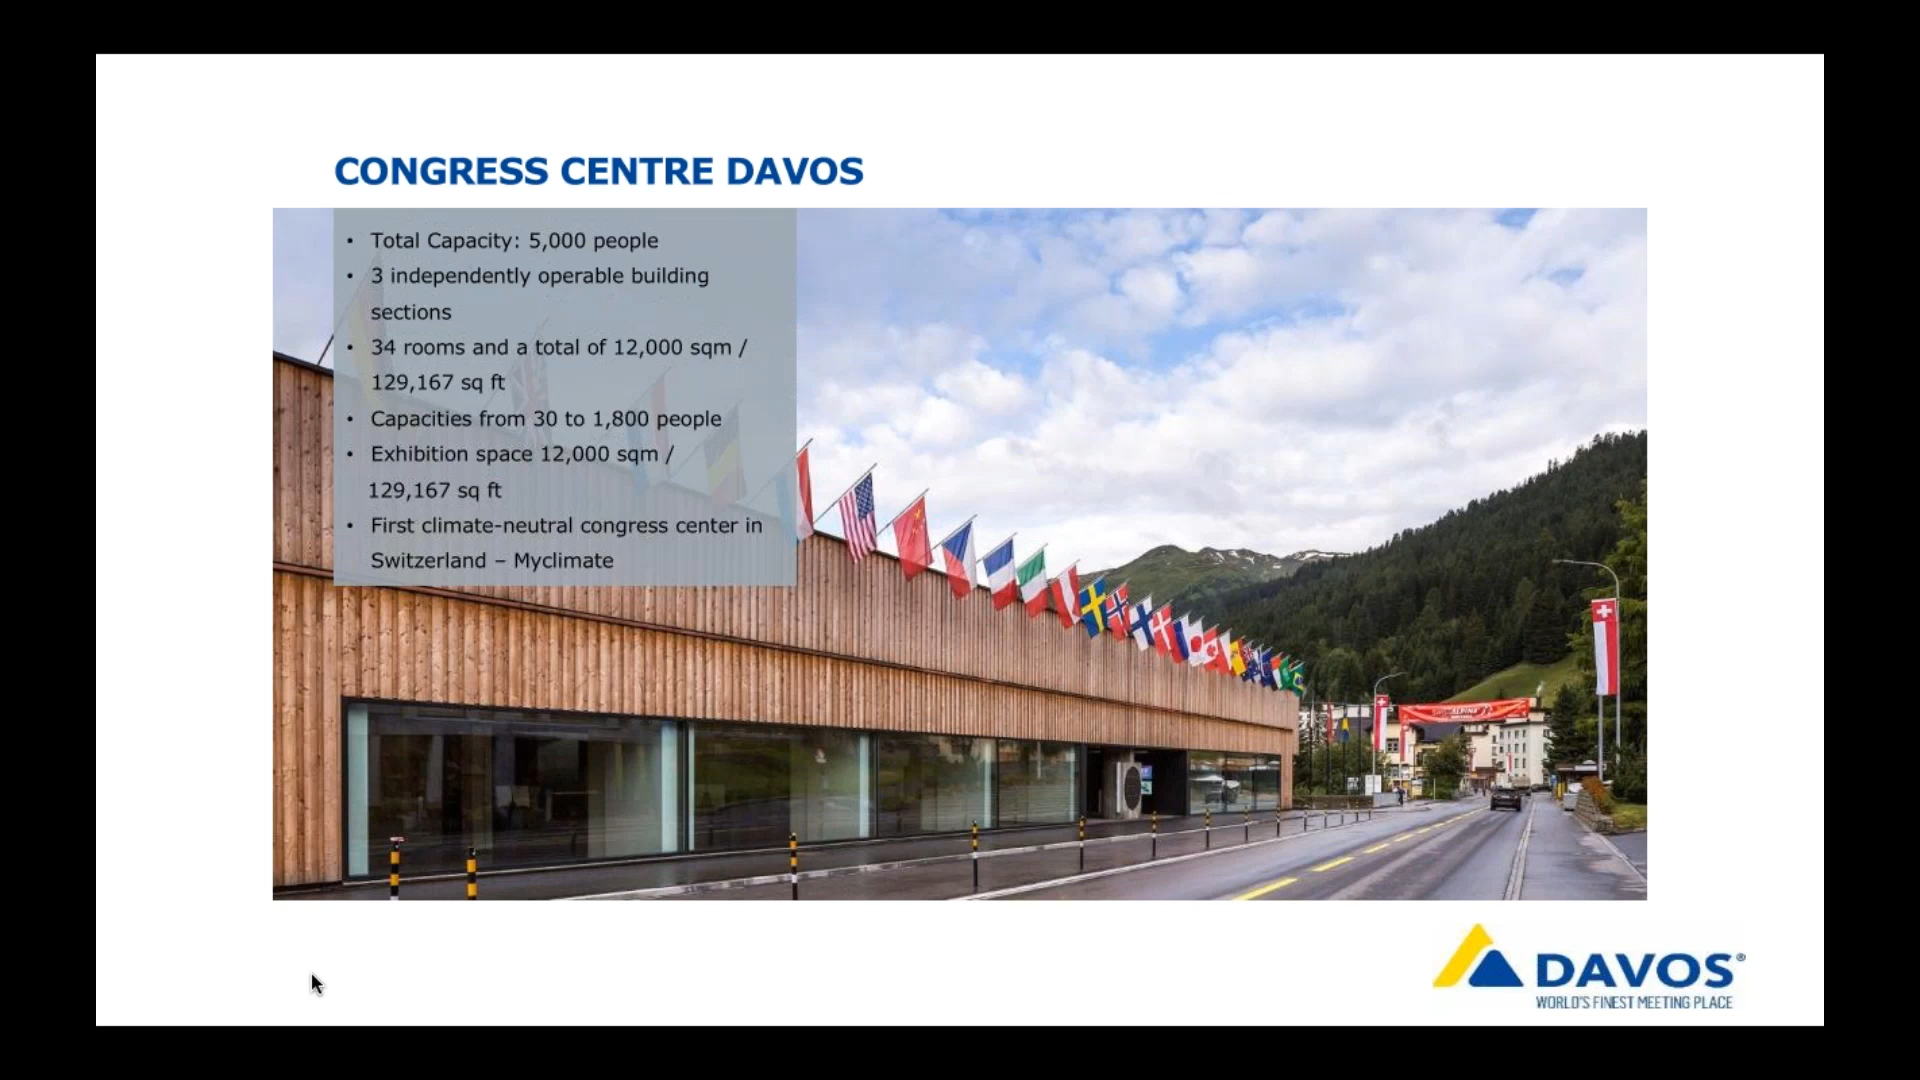 CONGRESS CENTRE DAVOS
• Total Capacity: 5,000 people
• 3 independently operable building
sections
• 34 rooms and a total of 12,000 sqm /
129,167 sq ft
• Capacities from 30 to 1,800 people
• Exhibition space 12,000 sqm /
129,167 sq ft
• First climate-neutral congress center in
Switzerland – Myclimate
ALPINA
DAVOS®
WORLD'S FINEST MEETING PLACE